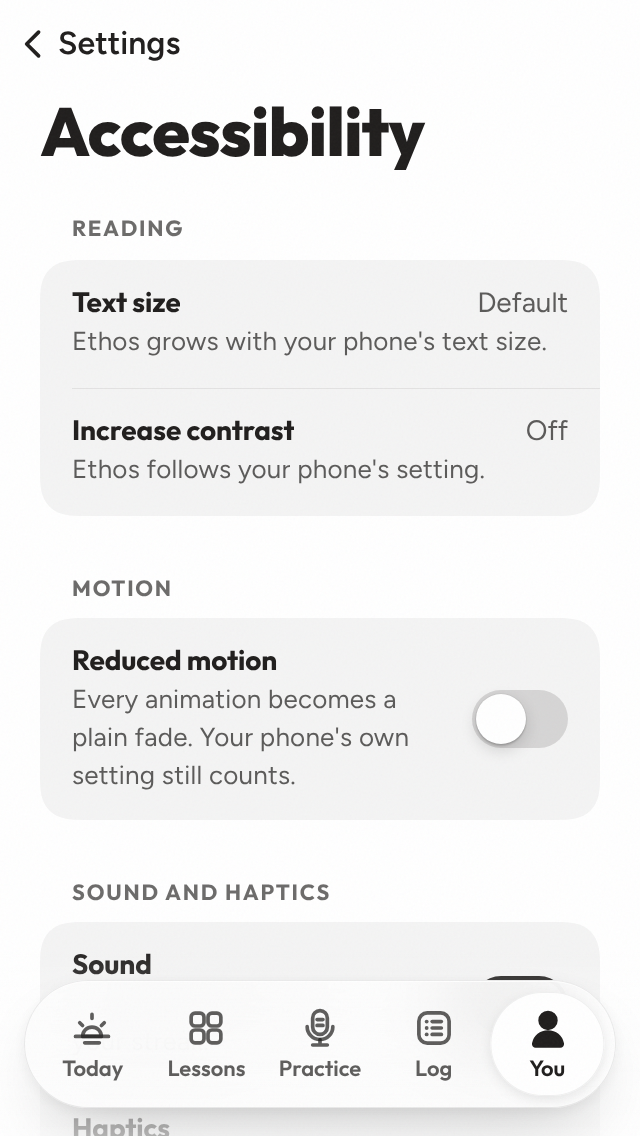 Settings
Accessibility
READING
Text size
Default
Ethos grows with your phone's text size.
Increase contrast
Off
Ethos follows your phone's setting.
MOTION
Reduced motion
Every animation becomes a
plain fade. Your phone's own
setting still counts.
SOUND AND HAPTICS
Sound
Today
Lessons
Practice
Log
You
Haptics